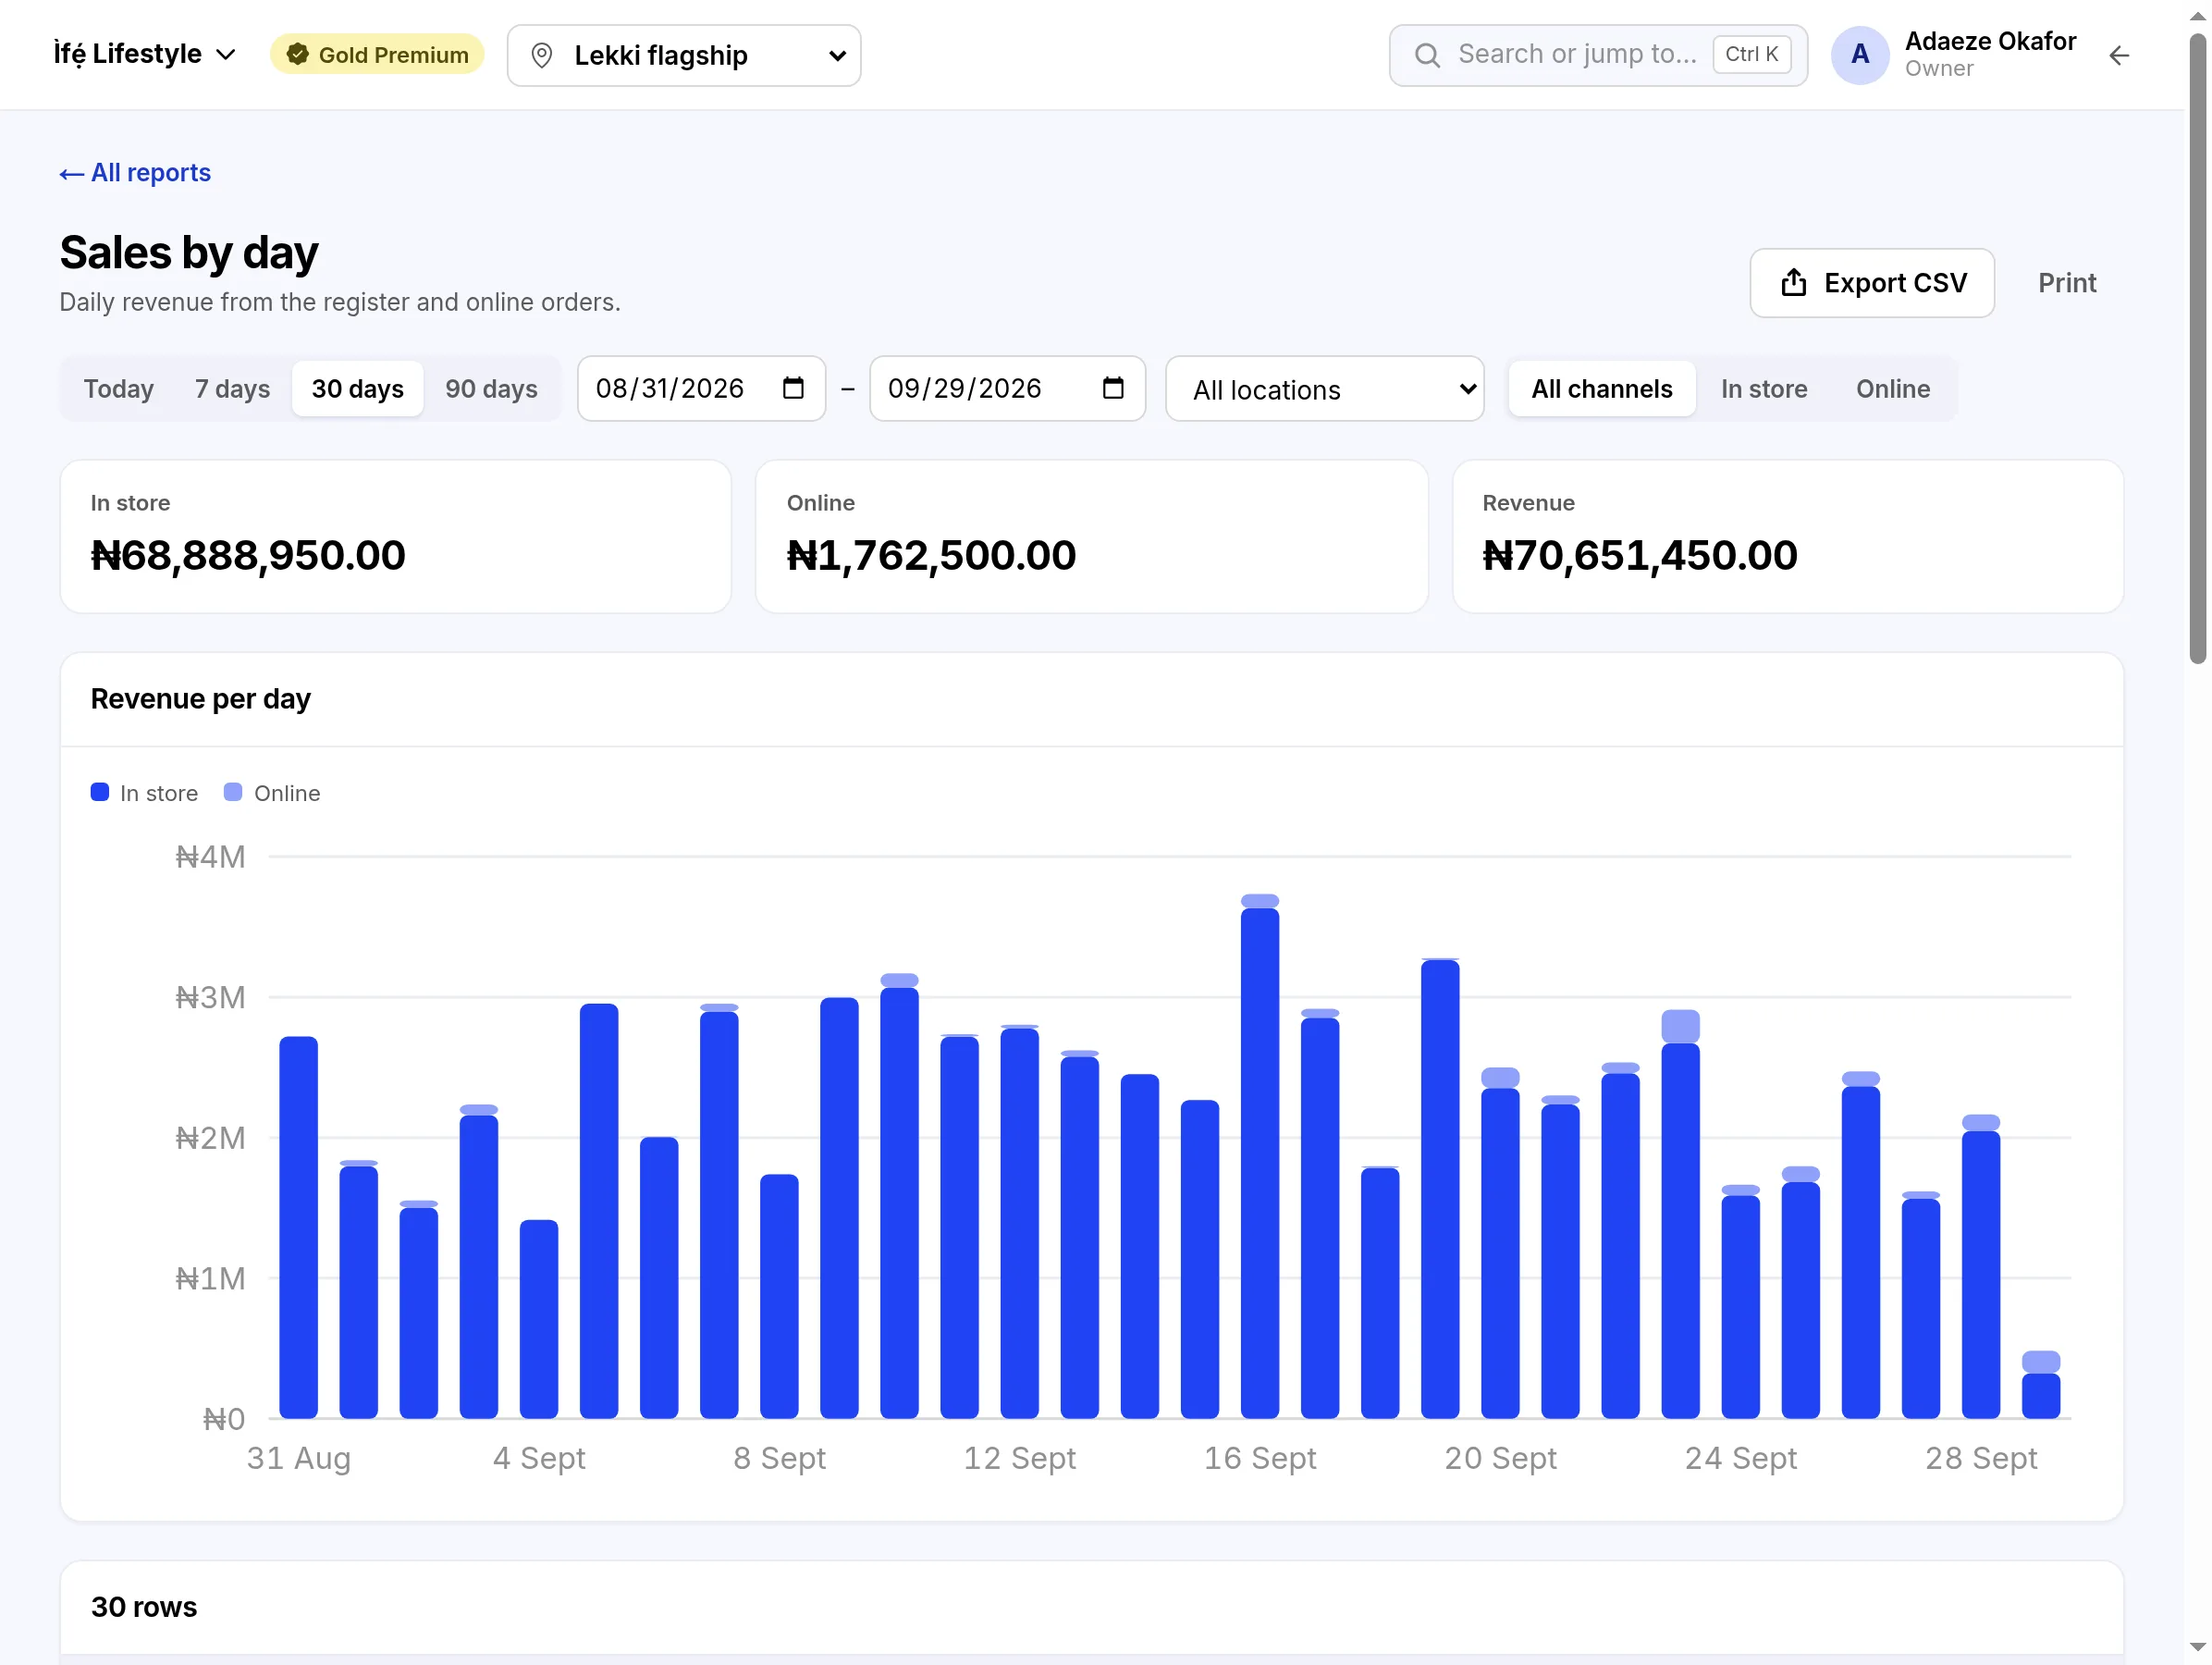 Ìfẹ́ Lifestyle
Gold Premium
Lekki flagship
Search or jump to...
Ctrl K
A
Adaeze Okafor
Owner
← All reports
Sales by day
Daily revenue from the register and online orders.
Export CSV
Print
Today 7 days 30 days 90 days
08/31/2026 – 09/29/2026
All locations
All channels In store Online
In store
₦68,888,950.00
Online
₦1,762,500.00
Revenue
₦70,651,450.00
Revenue per day
In store Online
₦4M
₦3M
₦2M
₦1M
₦0
31 Aug 4 Sept 8 Sept 12 Sept 16 Sept 20 Sept 24 Sept 28 Sept
30 rows